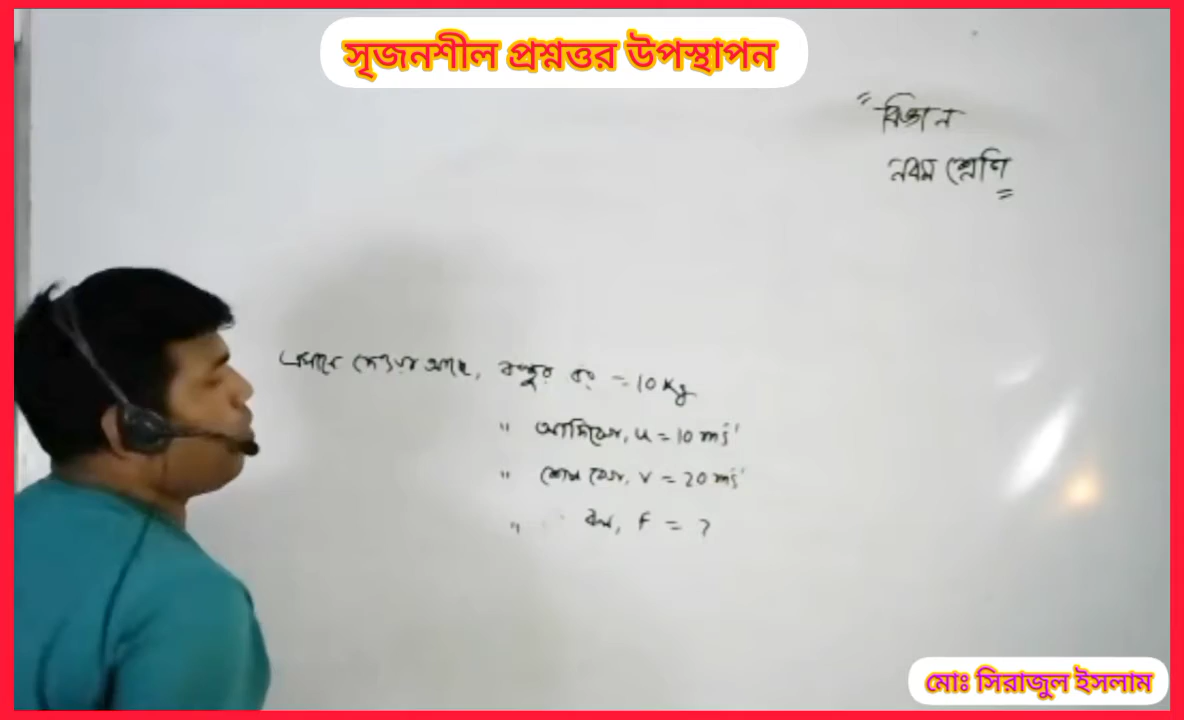 সৃজনশীল প্রশ্নত্তর উপস্থাপন
"বিজ্ঞান
নবম শ্রেণি"
এখানে দেওয়া আছে, বস্তুর ভর = 10 Kg
" আদিবেগ, u = 10 ms⁻¹
" শেষ বেগ, v = 20 ms⁻¹
" বল, F = ?
মোঃ সিরাজুল ইসলাম